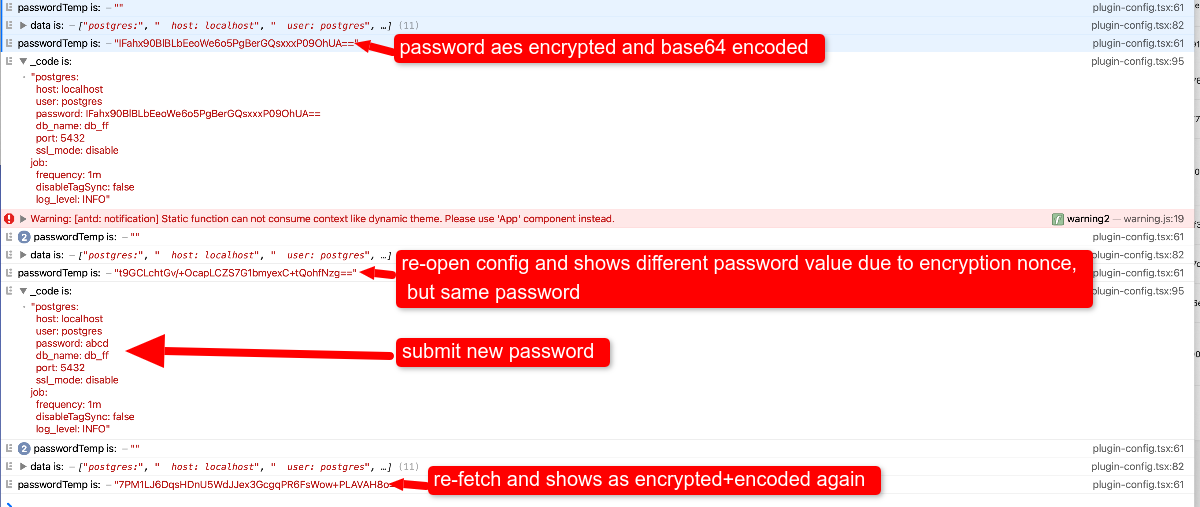 passwordTemp is: – ""
plugin-config.tsx:61
data is: – ["postgres:", "  host: localhost", "  user: postgres", …] (11)
plugin-config.tsx:82
passwordTemp is: – "lFahx90BlBLbEeoWe6o5PgBerGQsxxxP09OhUA=="
plugin-config.tsx:61
password aes encrypted and base64 encoded
_code is:
plugin-config.tsx:95
"postgres:
host: localhost
user: postgres
password: lFahx90BlBLbEeoWe6o5PgBerGQsxxxP09OhUA==
db_name: db_ff
port: 5432
ssl_mode: disable
job:
frequency: 1m
disableTagSync: false
log_level: INFO"
Warning: [antd: notification] Static function can not consume context like dynamic theme. Please use 'App' component instead.
warning2 — warning.js:19
2 passwordTemp is: – ""
plugin-config.tsx:61
data is: – ["postgres:", "  host: localhost", "  user: postgres", …]
plugin-config.tsx:82
passwordTemp is: – "t9GCLchtGv/+OcapLCZS7G1bmyexC+tQohfNzg=="
:61
re-open config and shows different password value due to encryption nonce,
but same password
_code is:
plugin-config.tsx:95
"postgres:
host: localhost
user: postgres
password: abcd
db_name: db_ff
port: 5432
ssl_mode: disable
job:
frequency: 1m
disableTagSync: false
log_level: INFO"
submit new password
2 passwordTemp is: – ""
plugin-config.tsx:61
data is: – ["postgres:", "  host: localhost", "  user: postgres", …] (11)
plugin-config.tsx:82
passwordTemp is: – "7PM1LJ6DqsHDnU5WdJJex3GcgqPR6FsWow+PLAVAH8o
plugin-config.tsx:61
re-fetch and shows as encrypted+encoded again